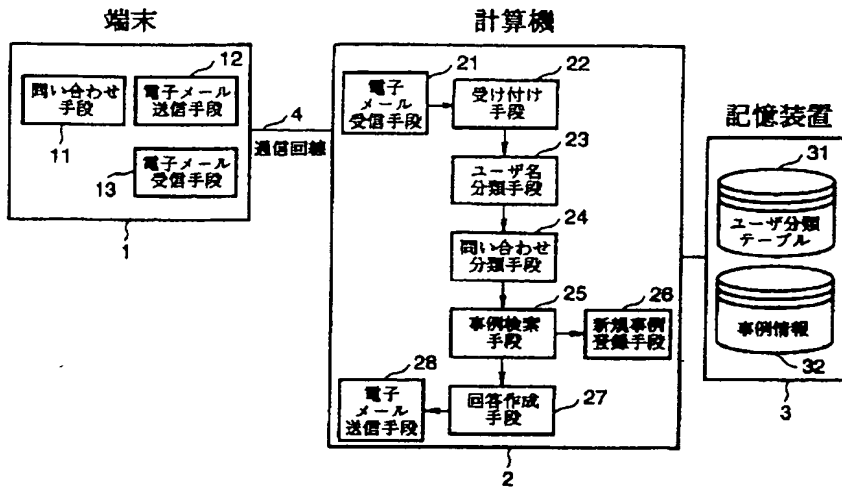 端末
計算機
記憶装置
11
問い合わせ
手段
12
電子メール
送信手段
13
電子メール
受信手段
1
4
通信回線
21
電子
メール
受信手段
22
受け付け
手段
23
ユーザ名
分類手段
24
問い合わせ
分類手段
25
事例検索
手段
26
新規事例
登録手段
27
回答作成
手段
28
電子
メール
送信手段
2
31
ユーザ分類
テーブル
事例情報
32
3